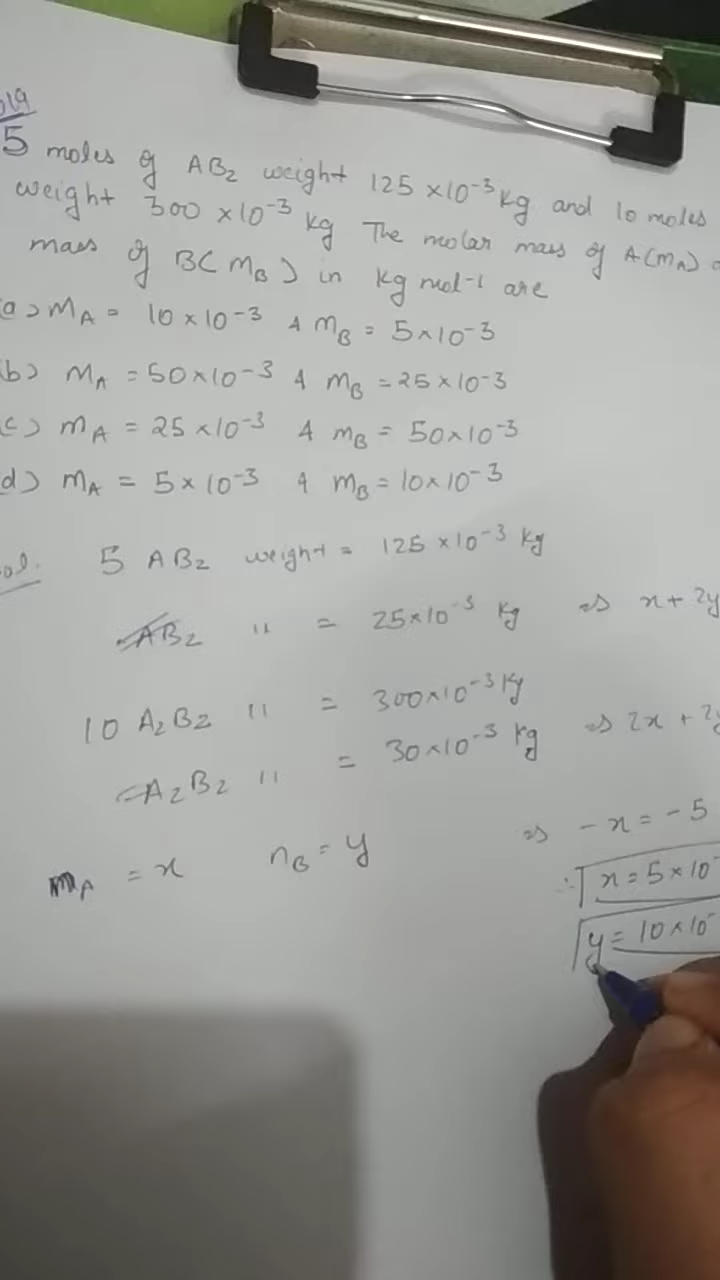 019
5 moles of AB2 weight 125 ×10-3 kg and 10 moles
weight 300 ×10-3 kg The molar mass of A(MA)
mass of B(MB) in kg mol-1 are
a) MA = 10×10-3 & MB = 5×10-3
b) MA = 50×10-3 & MB = 25×10-3
c) MA = 25×10-3 & MB = 50×10-3
d) MA = 5×10-3 & MB = 10×10-3
sol. 5 AB2 weight = 125 ×10-3 kg
AB2 " = 25×10-3 kg ⇒ x + 2y
10 A2B2 " = 300×10-3 kg
A2B2 " = 30×10-3 kg ⇒ 2x + 2y
⇒ -x = -5
mA = x nB = y
∴ x = 5×10-
y = 10×10-